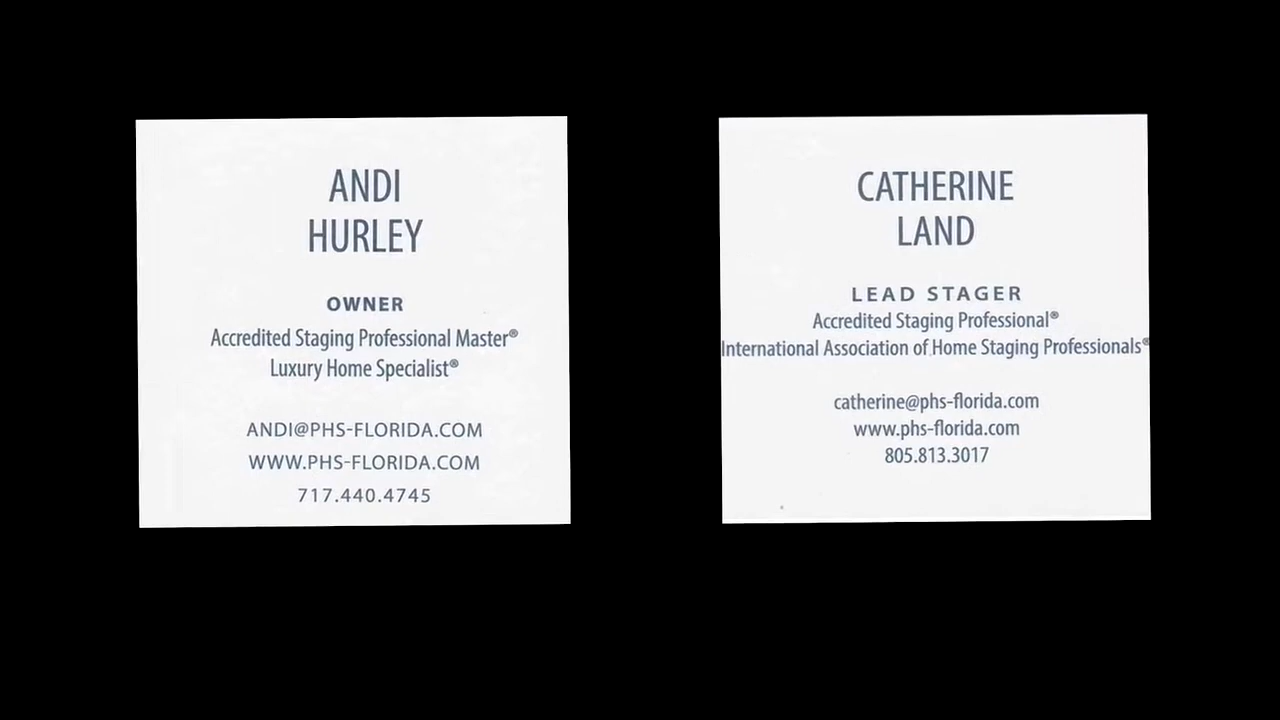 ANDI
HURLEY
OWNER
Accredited Staging Professional Master®
Luxury Home Specialist®
ANDI@PHS-FLORIDA.COM
WWW.PHS-FLORIDA.COM
717.440.4745
CATHERINE
LAND
LEAD STAGER
Accredited Staging Professional®
International Association of Home Staging Professionals®
catherine@phs-florida.com
www.phs-florida.com
805.813.3017